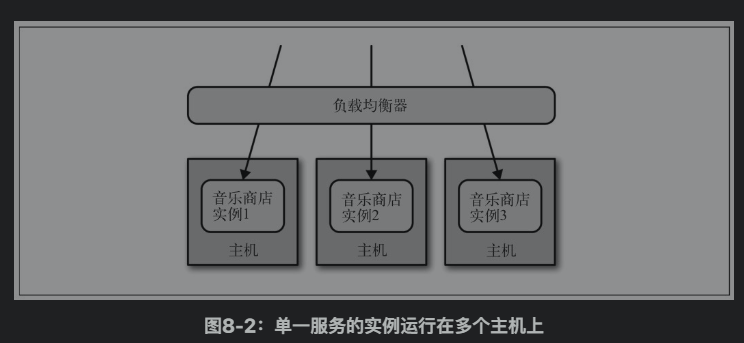 负载均衡器
音乐商店
实例1
音乐商店
实例2
音乐商店
实例3
主机
主机
主机
图8-2：单一服务的实例运行在多个主机上